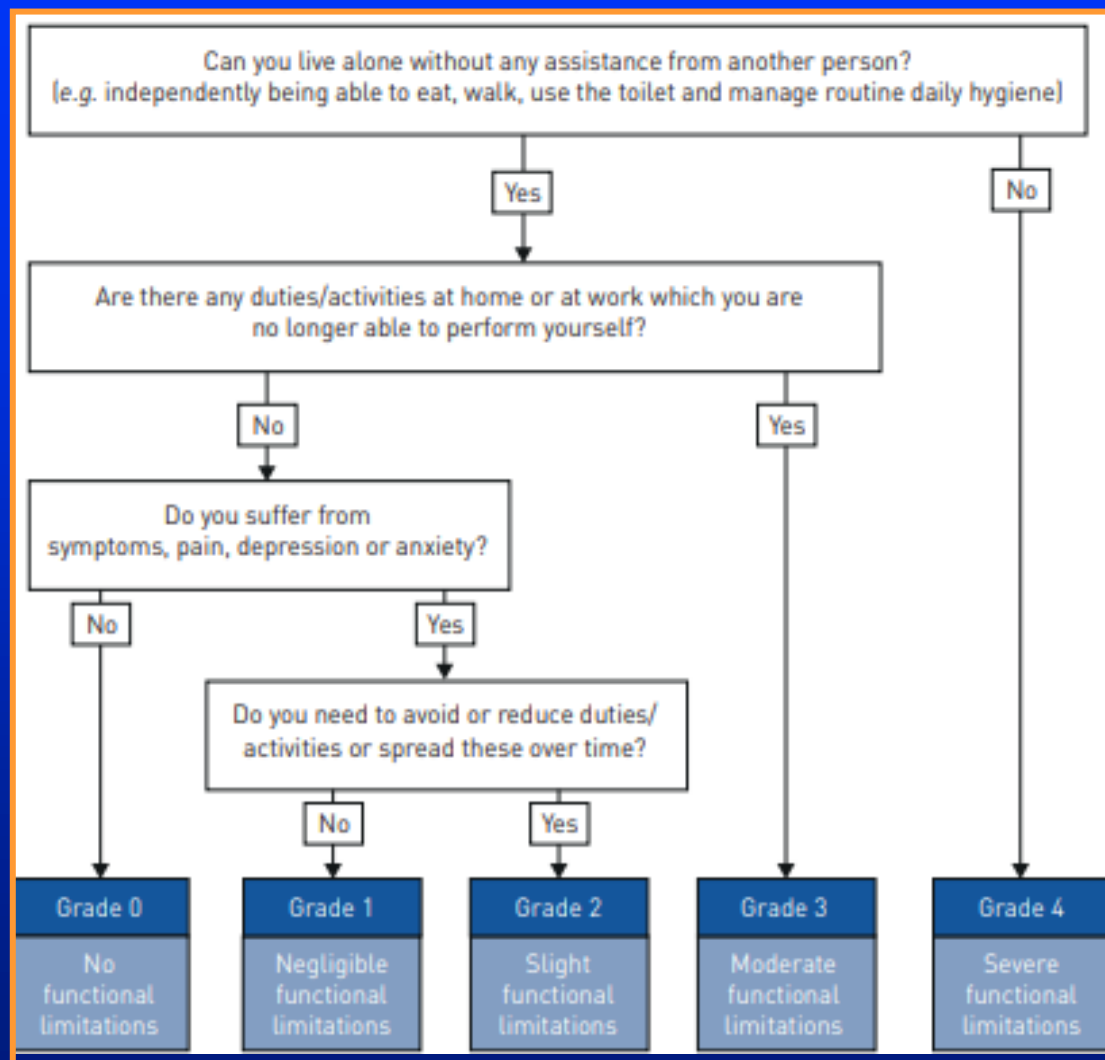 Can you live alone without any assistance from another person?
(e.g. independently being able to eat, walk, use the toilet and manage routine daily hygiene)
Yes
No
Are there any duties/activities at home or at work which you are
no longer able to perform yourself?
No
Yes
Do you suffer from
symptoms, pain, depression or anxiety?
No
Yes
Do you need to avoid or reduce duties/
activities or spread these over time?
No
Yes
Grade 0
No
functional
limitations
Grade 1
Negligible
functional
limitations
Grade 2
Slight
functional
limitations
Grade 3
Moderate
functional
limitations
Grade 4
Severe
functional
limitations